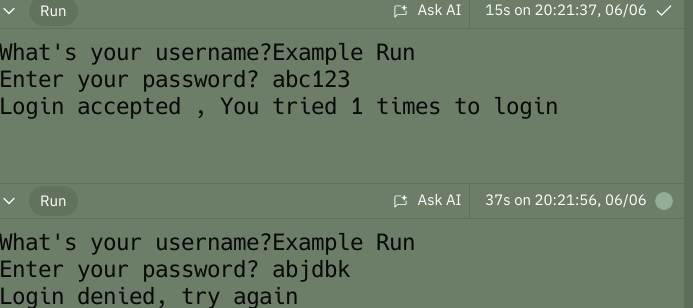 Run Ask AI 15s on 20:21:37, 06/06
What's your username?Example Run
Enter your password? abc123
Login accepted , You tried 1 times to login
Run Ask AI 37s on 20:21:56, 06/06
What's your username?Example Run
Enter your password? abjdbk
Login denied, try again